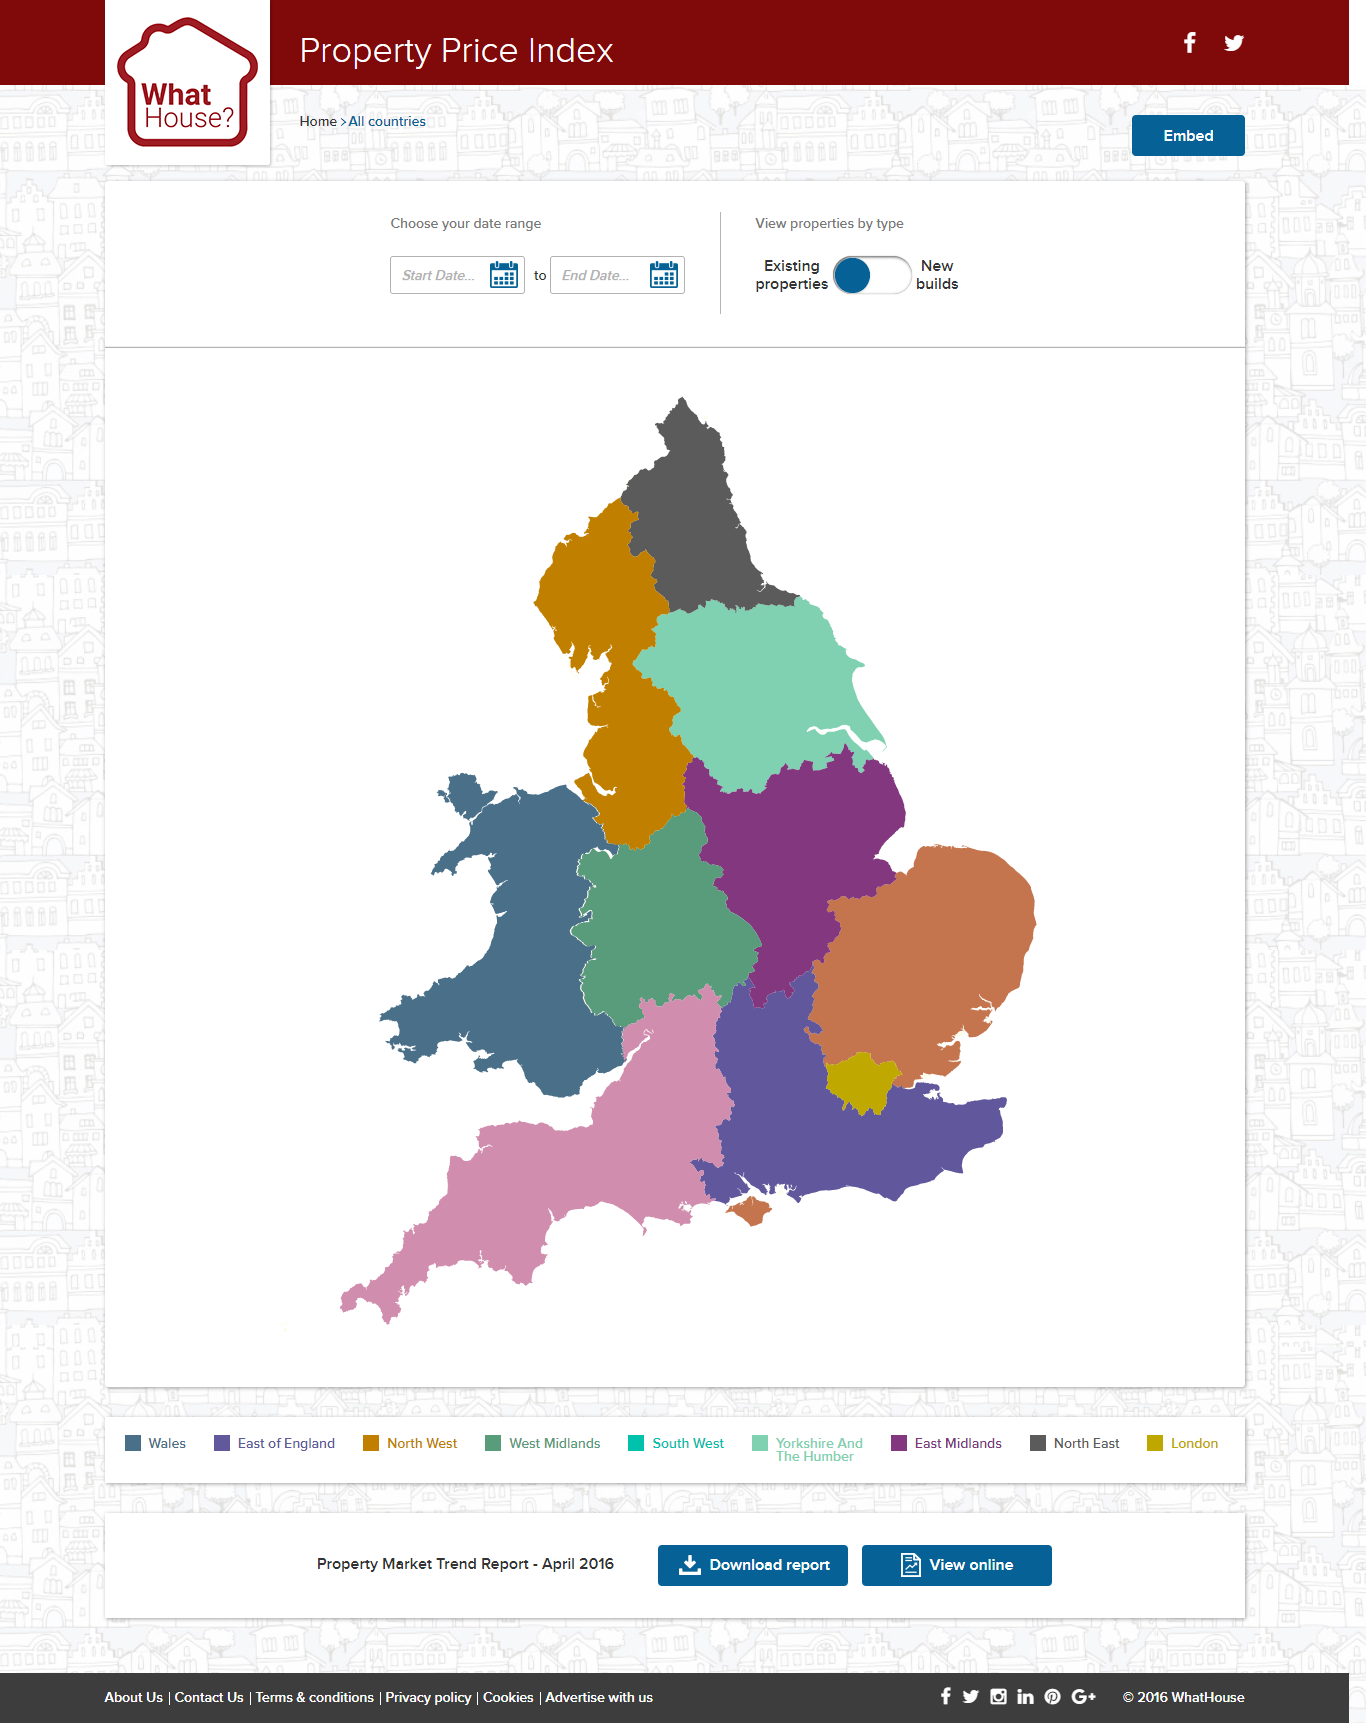 What
House?
Property Price Index
Home >All countries
Embed
Choose your date range
View properties by type
Start Date...
to
End Date...
Existing
properties
New
builds
Wales
East of England
North West
West Midlands
South West
Yorkshire And
The Humber
East Midlands
North East
London
Property Market Trend Report - April 2016
Download report
View online
About Us | Contact Us | Terms & conditions | Privacy policy | Cookies | Advertise with us
© 2016 WhatHouse